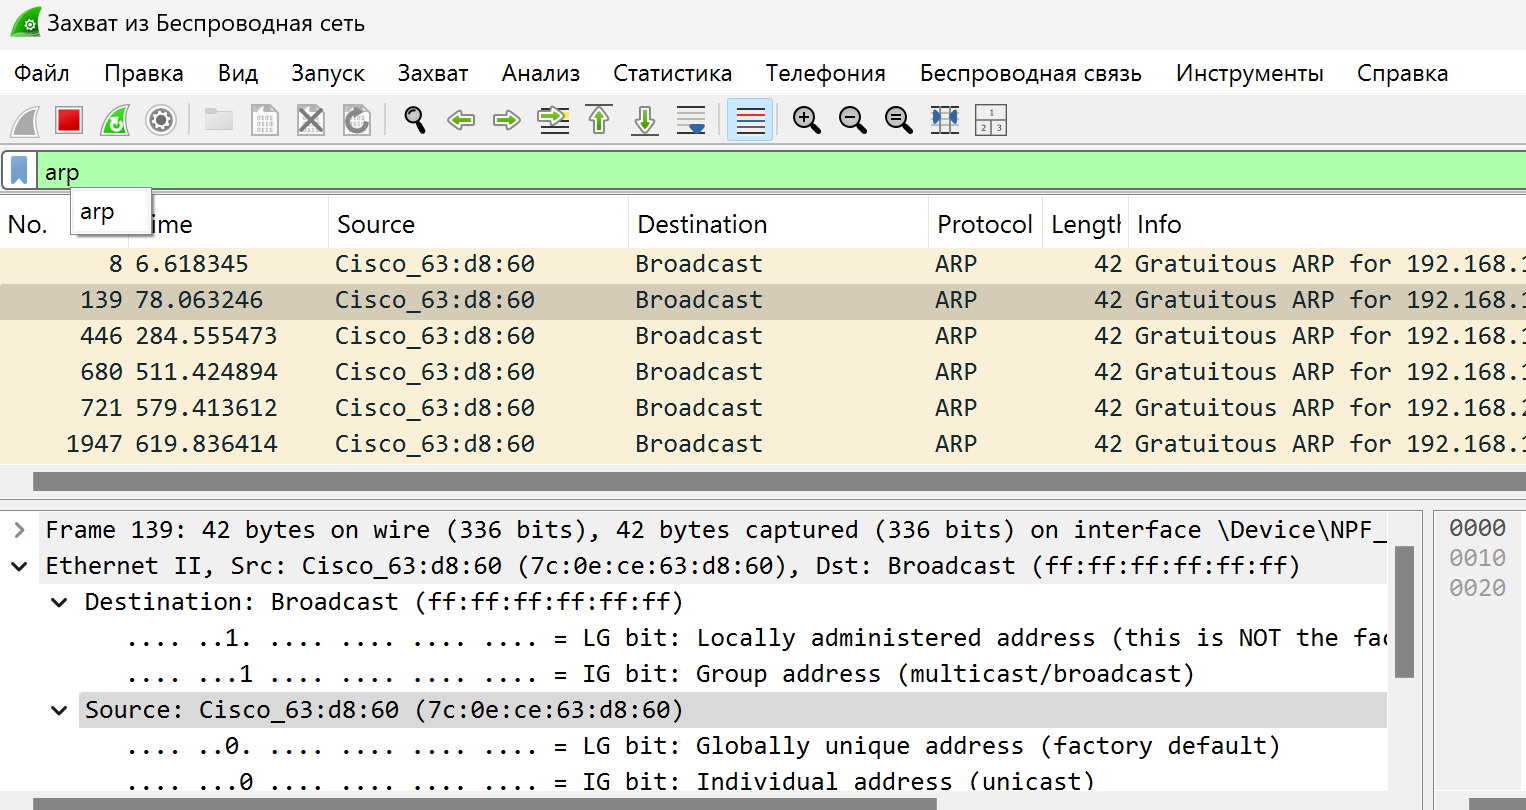 Захват из Беспроводная сеть
Файл Правка Вид Запуск Захват Анализ Статистика Телефония Беспроводная связь Инструменты Справка
arp
arp
No. ime Source Destination Protocol Length Info
8 6.618345 Cisco_63:d8:60 Broadcast ARP 42 Gratuitous ARP for 192.168.1
139 78.063246 Cisco_63:d8:60 Broadcast ARP 42 Gratuitous ARP for 192.168.1
446 284.555473 Cisco_63:d8:60 Broadcast ARP 42 Gratuitous ARP for 192.168.1
680 511.424894 Cisco_63:d8:60 Broadcast ARP 42 Gratuitous ARP for 192.168.1
721 579.413612 Cisco_63:d8:60 Broadcast ARP 42 Gratuitous ARP for 192.168.2
1947 619.836414 Cisco_63:d8:60 Broadcast ARP 42 Gratuitous ARP for 192.168.1
Frame 139: 42 bytes on wire (336 bits), 42 bytes captured (336 bits) on interface \Device\NPF_
Ethernet II, Src: Cisco_63:d8:60 (7c:0e:ce:63:d8:60), Dst: Broadcast (ff:ff:ff:ff:ff:ff)
Destination: Broadcast (ff:ff:ff:ff:ff:ff)
.... ..1. .... .... .... .... = LG bit: Locally administered address (this is NOT the fac
.... ...1 .... .... .... .... = IG bit: Group address (multicast/broadcast)
Source: Cisco_63:d8:60 (7c:0e:ce:63:d8:60)
.... ..0. .... .... .... .... = LG bit: Globally unique address (factory default)
.... ...0 .... .... .... .... = IG bit: Individual address (unicast)
0000
0010
0020